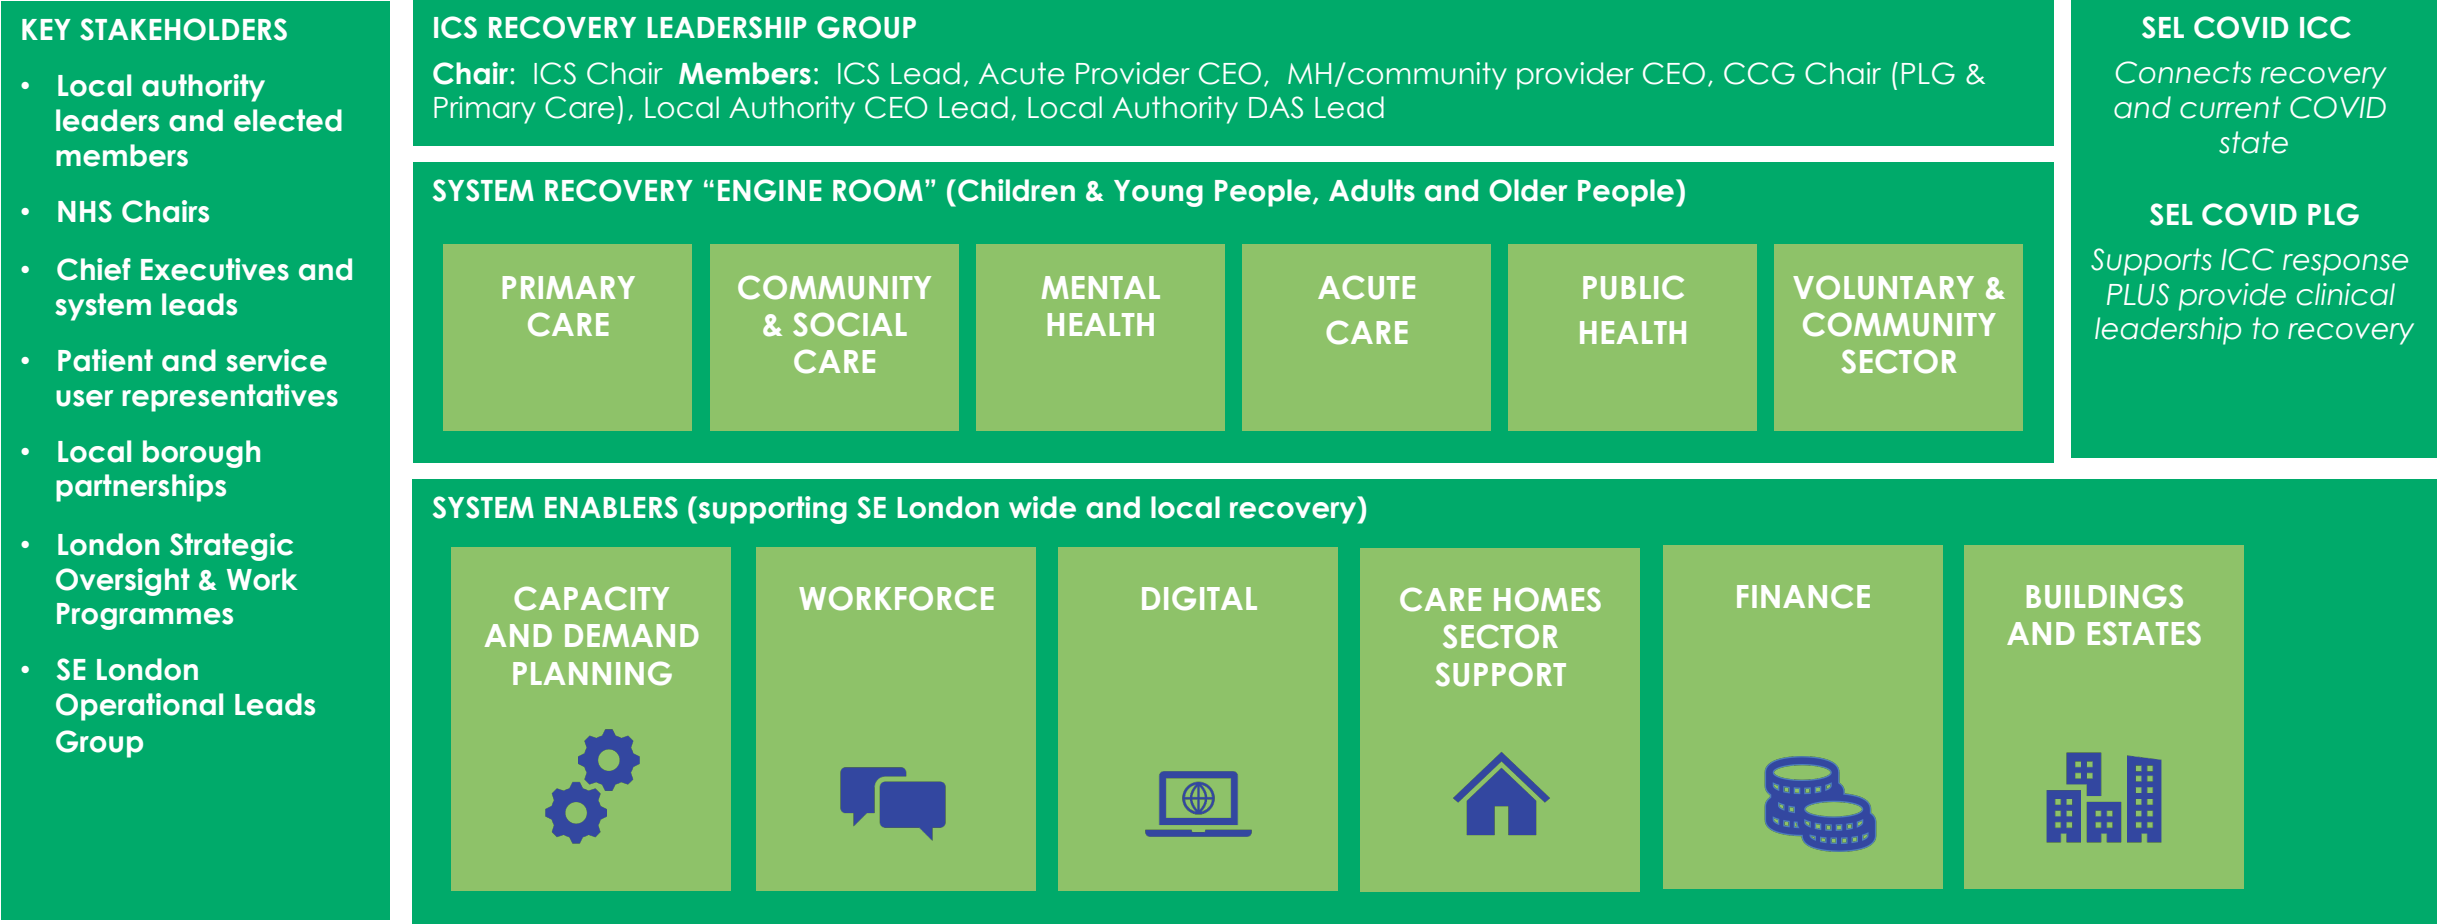 KEY STAKEHOLDERS
• Local authority
leaders and elected
members
• NHS Chairs
• Chief Executives and
system leads
• Patient and service
user representatives
• Local borough
partnerships
• London Strategic
Oversight & Work
Programmes
• SE London
Operational Leads
Group
ICS RECOVERY LEADERSHIP GROUP
Chair: ICS Chair Members: ICS Lead, Acute Provider CEO, MH/community provider CEO, CCG Chair (PLG &
Primary Care), Local Authority CEO Lead, Local Authority DAS Lead
SYSTEM RECOVERY “ENGINE ROOM” (Children & Young People, Adults and Older People)
PRIMARY
CARE
COMMUNITY
& SOCIAL
CARE
MENTAL
HEALTH
ACUTE
CARE
PUBLIC
HEALTH
VOLUNTARY &
COMMUNITY
SECTOR
SEL COVID ICC
Connects recovery
and current COVID
state
SEL COVID PLG
Supports ICC response
PLUS provide clinical
leadership to recovery
SYSTEM ENABLERS (supporting SE London wide and local recovery)
CAPACITY
AND DEMAND
PLANNING
WORKFORCE
DIGITAL
CARE HOMES
SECTOR
SUPPORT
FINANCE
BUILDINGS
AND ESTATES